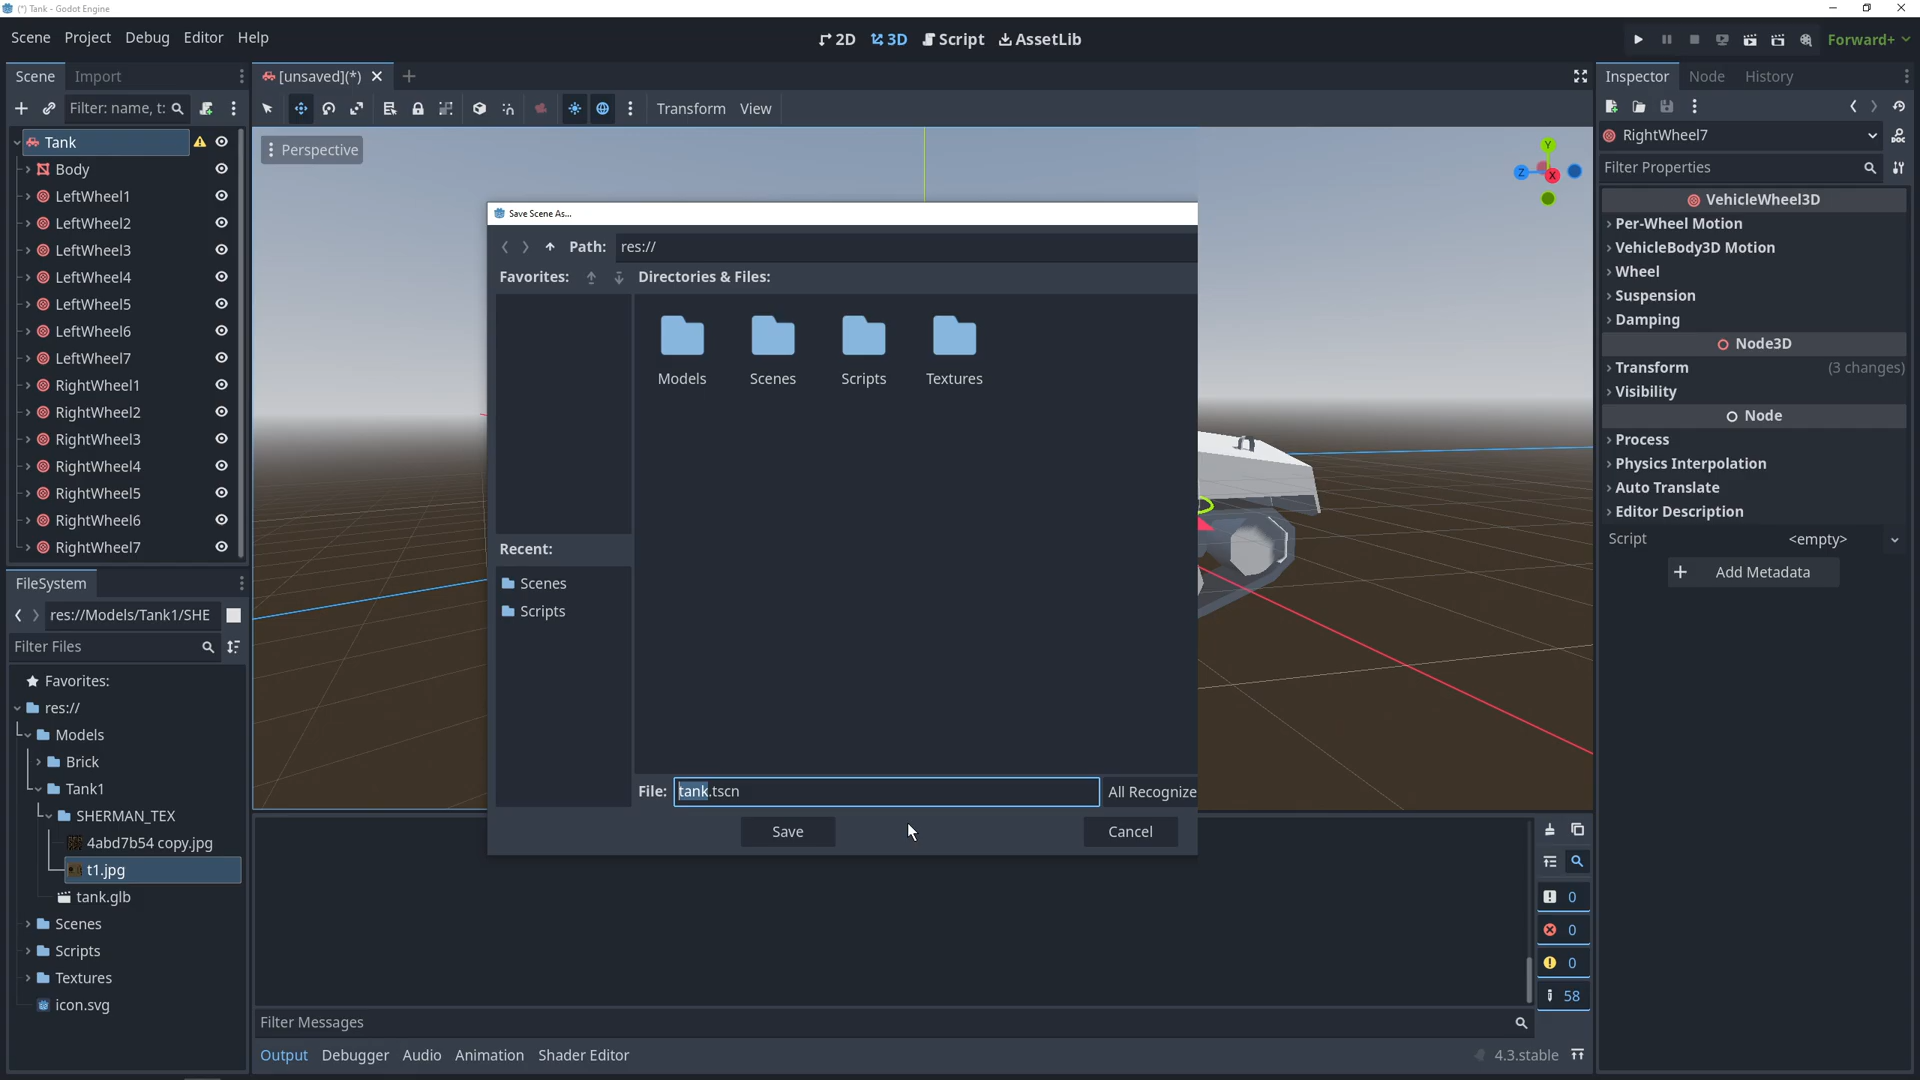 (*) Tank - Godot Engine
Scene Project Debug Editor Help
2D 3D Script AssetLib
Forward+
Scene Import
[unsaved](*)
Inspector Node History
Filter: name, t:
Transform View
Tank
RightWheel7
Perspective
Y
Z
X
Filter Properties
Body
LeftWheel1
LeftWheel2
LeftWheel3
LeftWheel4
LeftWheel5
LeftWheel6
LeftWheel7
RightWheel1
RightWheel2
RightWheel3
RightWheel4
RightWheel5
RightWheel6
RightWheel7
Save Scene As...
Path: res://
Favorites: Directories & Files:
Models Scenes Scripts Textures
Recent:
Scenes
Scripts
File: tank.tscn All Recognize
Save Cancel
VehicleWheel3D
Per-Wheel Motion
VehicleBody3D Motion
Wheel
Suspension
Damping
Node3D
Transform (3 changes)
Visibility
Node
Process
Physics Interpolation
Auto Translate
Editor Description
Script <empty>
Add Metadata
FileSystem
res://Models/Tank1/SHE
Filter Files
Favorites:
res://
Models
Brick
Tank1
SHERMAN_TEX
4abd7b54 copy.jpg
t1.jpg
tank.glb
Scenes
Scripts
Textures
icon.svg
0
0
0
58
Filter Messages
Output Debugger Audio Animation Shader Editor
4.3.stable